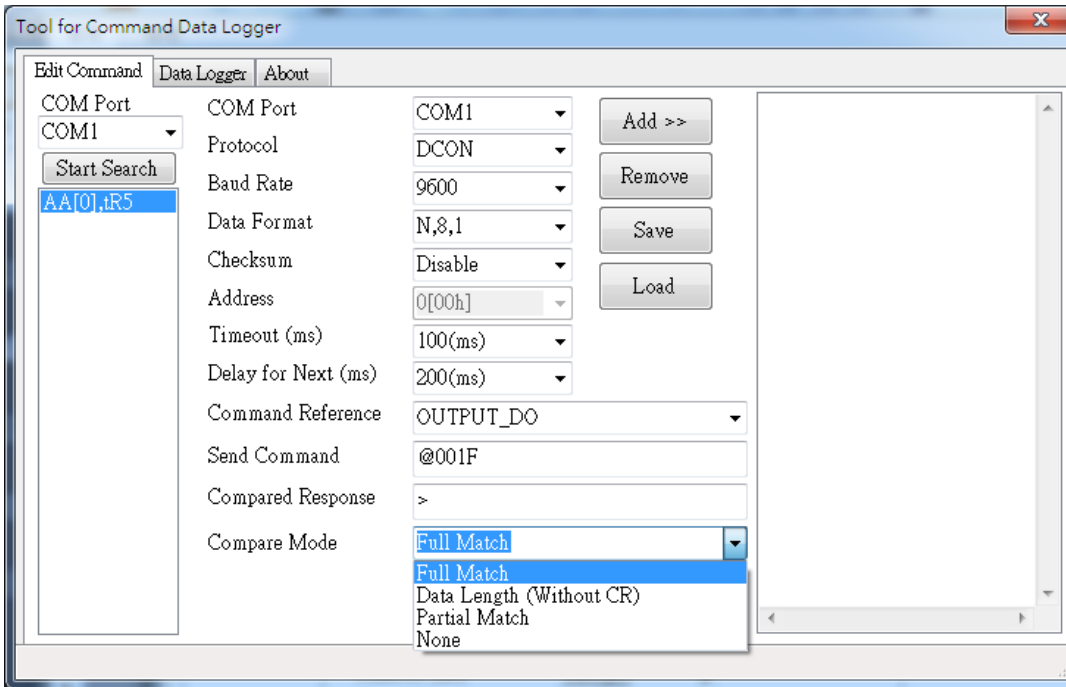 Tool for Command Data Logger
Edit Command Data Logger About
COM Port
COM1
Start Search
AA[0],tR5
COM Port COM1
Protocol DCON
Baud Rate 9600
Data Format N,8,1
Checksum Disable
Address 0[00h]
Timeout (ms) 100(ms)
Delay for Next (ms) 200(ms)
Command Reference OUTPUT_DO
Send Command @001F
Compared Response >
Compare Mode Full Match
Full Match
Data Length (Without CR)
Partial Match
None
Add >>
Remove
Save
Load